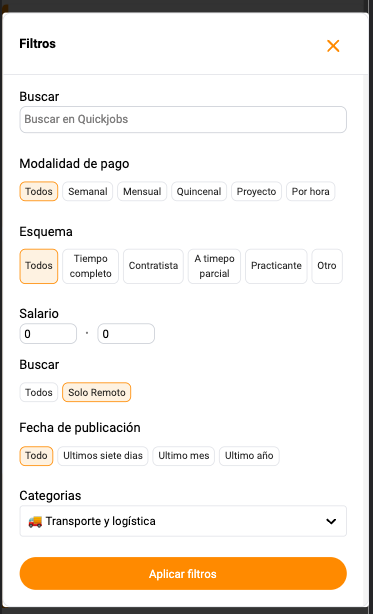 Filtros
Buscar
Buscar en Quickjobs
Modalidad de pago
Todos Semanal Mensual Quincenal Proyecto Por hora
Esquema
Todos Tiempo completo Contratista A timepo parcial Practicante Otro
Salario
0 · 0
Buscar
Todos Solo Remoto
Fecha de publicación
Todo Ultimos siete dias Ultimo mes Ultimo año
Categorias
🚚 Transporte y logística
Aplicar filtros